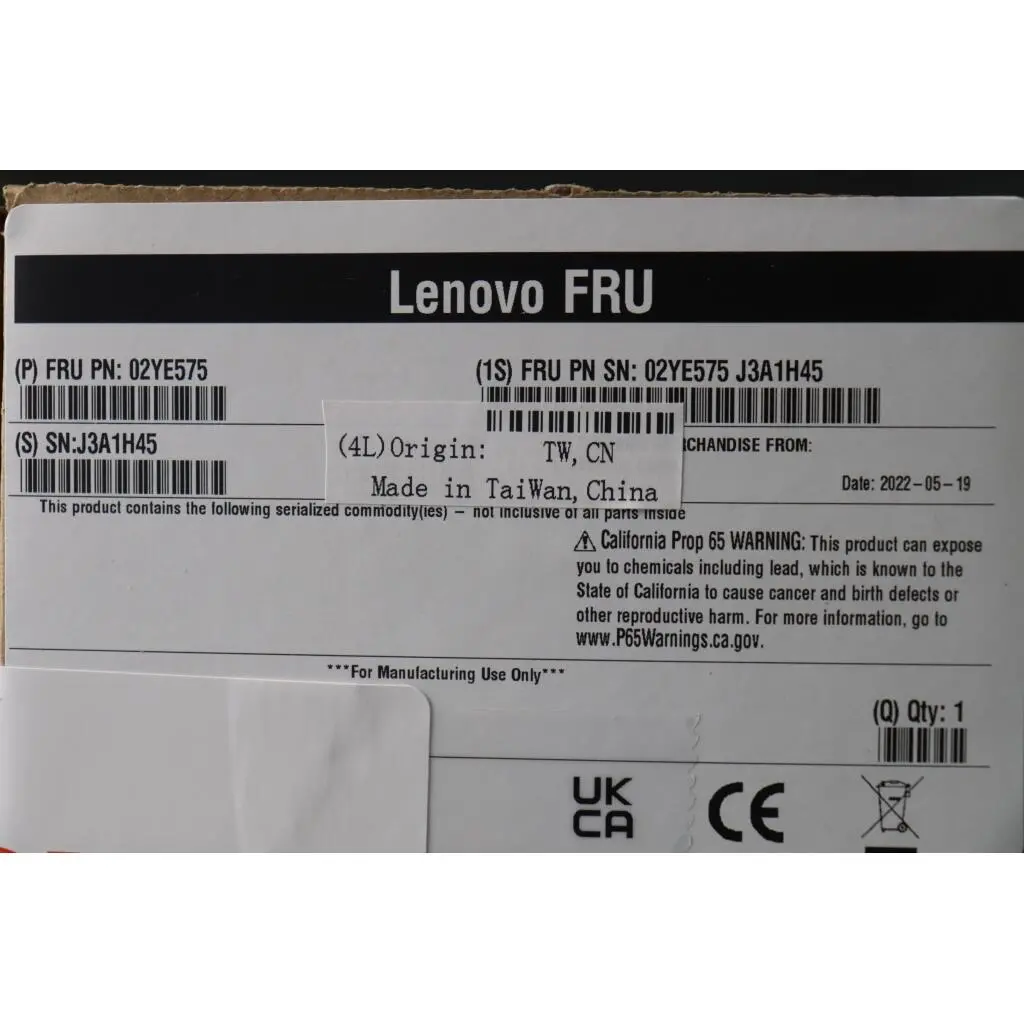 Lenovo FRU
(P) FRU PN: 02YE575
(1S) FRU PN SN: 02YE575 J3A1H45
(S) SN:J3A1H45
(4L)Origin: TW, CN
Made in TaiWan, China
RCHANDISE FROM:
Date: 2022-05-19
This product contains the following serialized commodity(ies) – not inclusive of all parts inside
⚠ California Prop 65 WARNING: This product can expose
you to chemicals including lead, which is known to the
State of California to cause cancer and birth defects or
other reproductive harm. For more information, go to
www.P65Warnings.ca.gov.
***For Manufacturing Use Only***
(Q) Qty: 1
UK
CA
CE